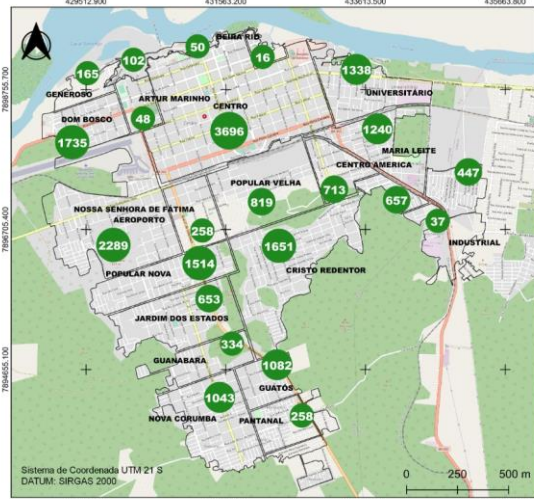 429512.900 431563.200 433613.500 435663.800
BEIRA RIO
50
16
102
1338
165
GENEROSO
UNIVERSITÁRIO
ARTUR MARINHO
CENTRO
DOM BOSCO
48
3696
1240
1735
MARIA LEITE
CENTRO AMERICA
447
POPULAR VELHA
713
657
819
NOSSA SENHORA DE FÁTIMA
AEROPORTO
258
37
2289
1651
INDUSTRIAL
1514
POPULAR NOVA
CRISTO REDENTOR
653
JARDIM DOS ESTADOS
334
GUANABARA
1082
GUATÓS
1043
258
NOVA CORUMBA
PANTANAL
7898755.700
7896705.400
7894655.100
Sistema de Coordenada UTM 21 S
DATUM: SIRGAS 2000
0 250 500 m